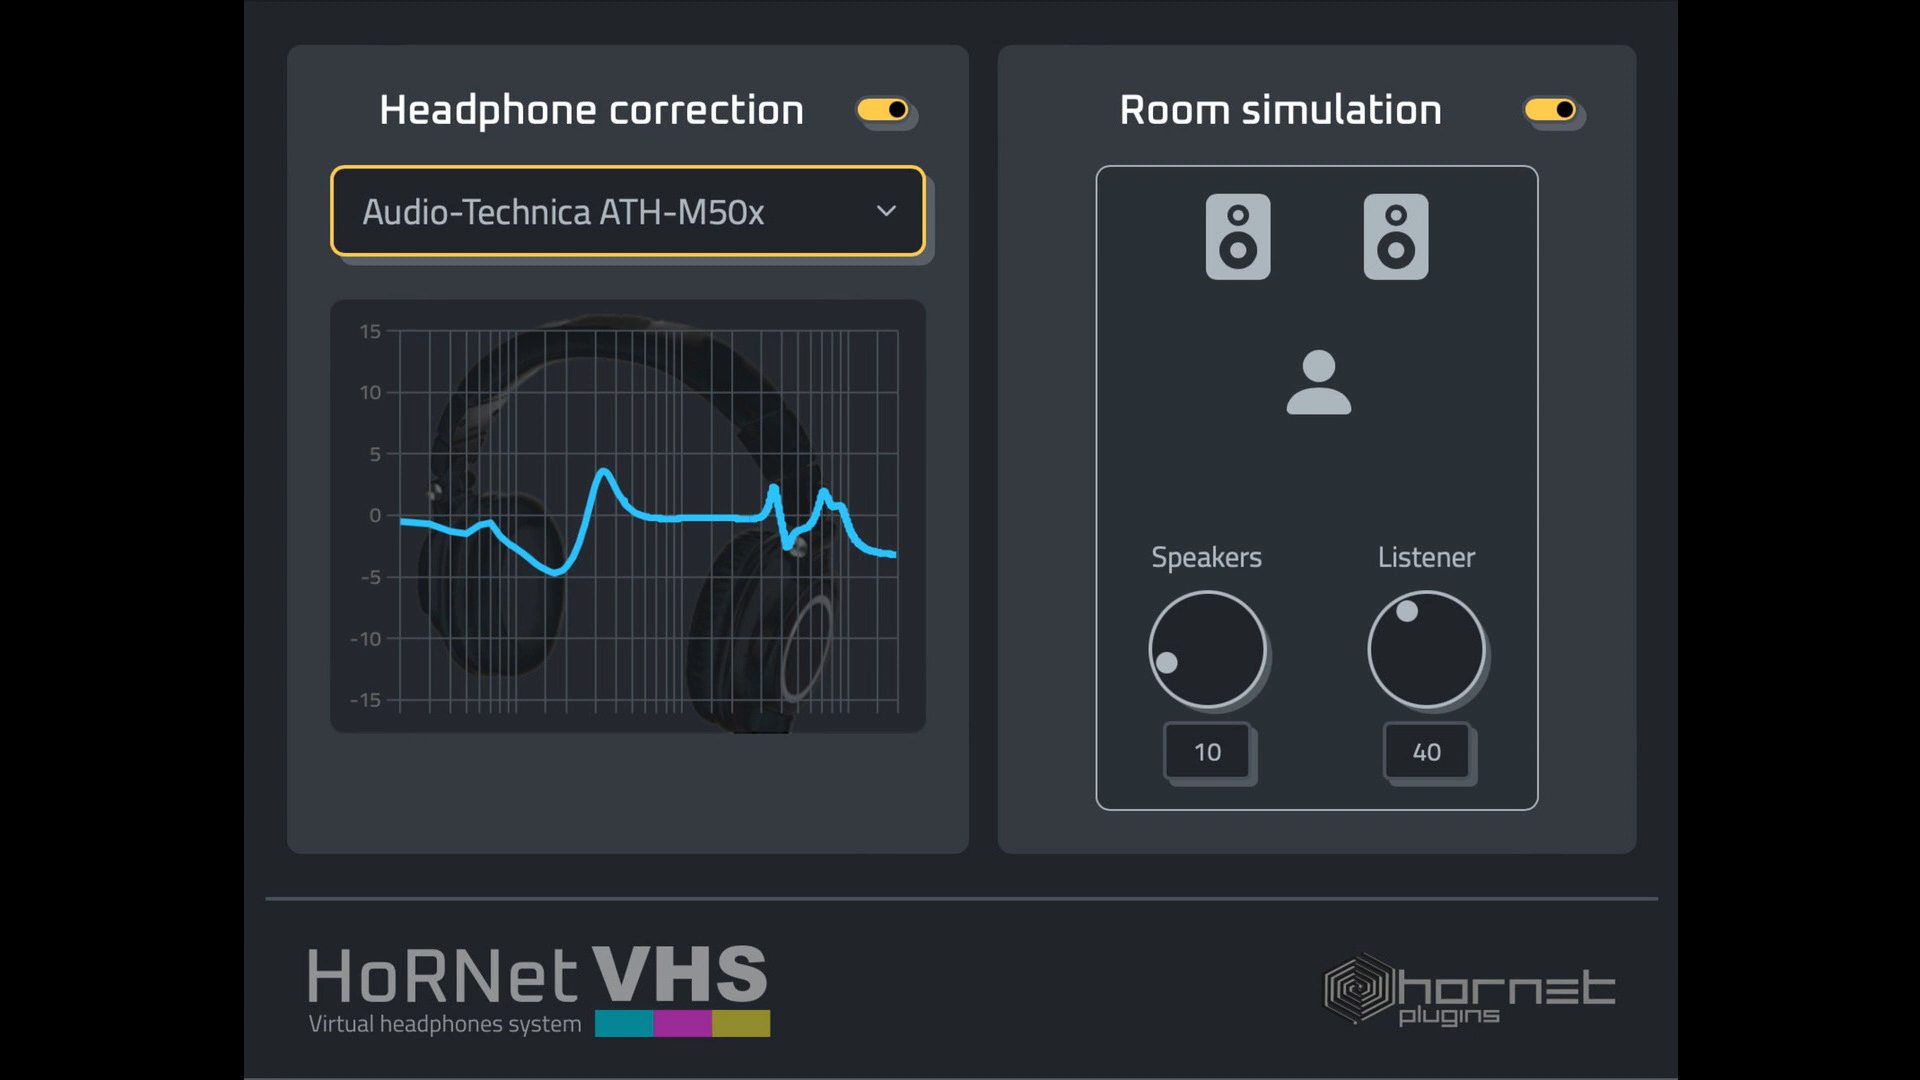 Headphone correction
Audio-Technica ATH-M50x
15
10
5
0
-5
-10
-15
Room simulation
Speakers
Listener
10
40
HoRNet VHS
Virtual headphones system
hornet
plugins